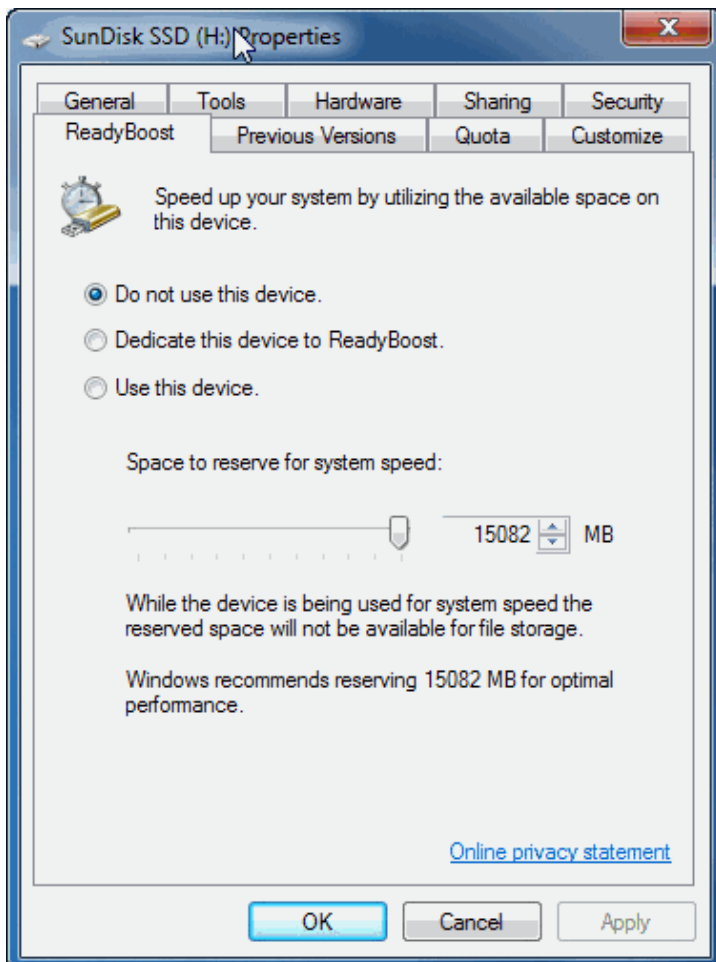 SunDisk SSD (H:) Properties
General Tools Hardware Sharing Security
ReadyBoost Previous Versions Quota Customize
Speed up your system by utilizing the available space on
this device.
Do not use this device.
Dedicate this device to ReadyBoost.
Use this device.
Space to reserve for system speed:
15082 MB
While the device is being used for system speed the
reserved space will not be available for file storage.
Windows recommends reserving 15082 MB for optimal
performance.
Online privacy statement
OK Cancel Apply